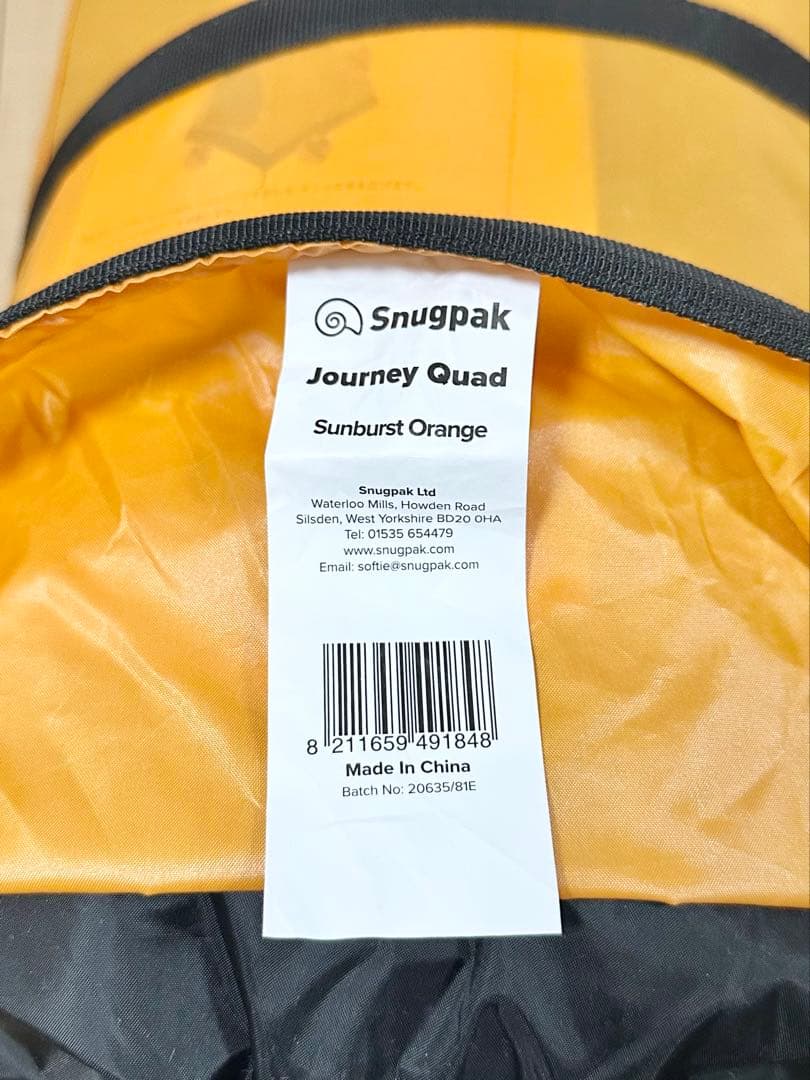 Snugpak
Journey Quad
Sunburst Orange
Snugpak Ltd
Waterloo Mills, Howden Road
Silsden, West Yorkshire BD20 0HA
Tel: 01535 654479
www.snugpak.com
Email: softie@snugpak.com
8 211659 491848
Made In China
Batch No: 20635/81E